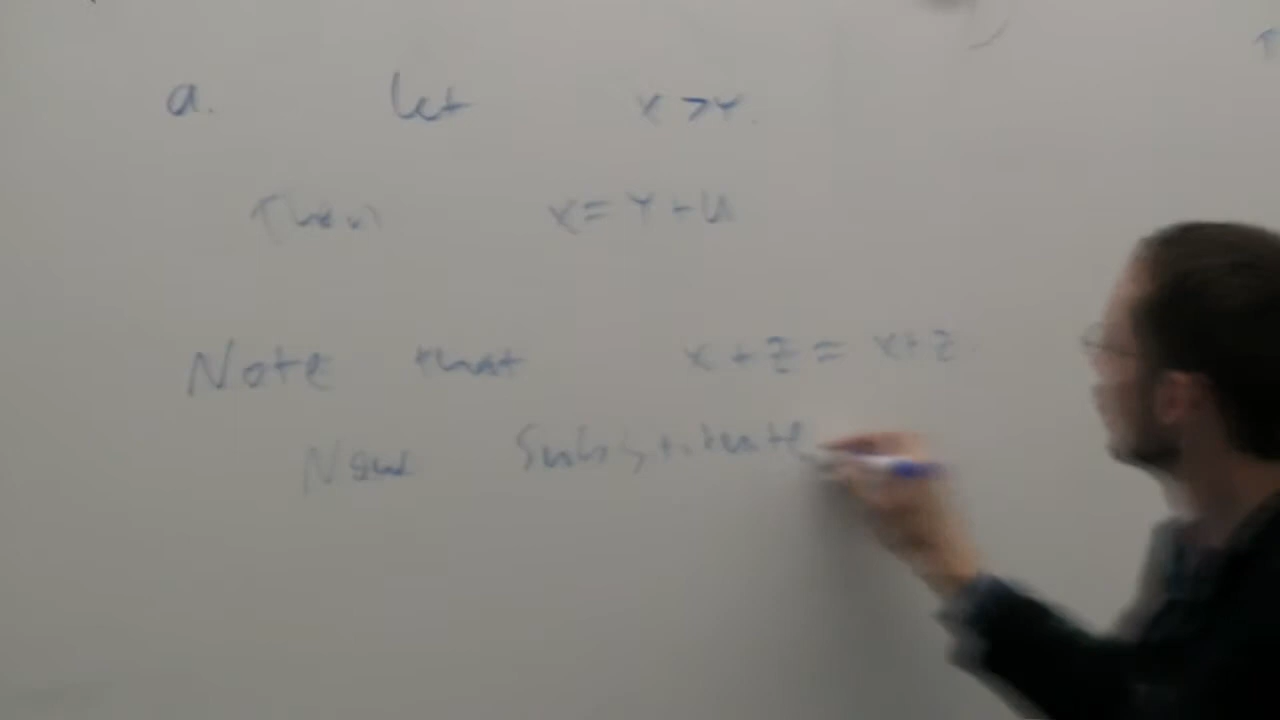 a. let x > y.
Then x = y + u
Note that x + z = x + z.
Now Substitute